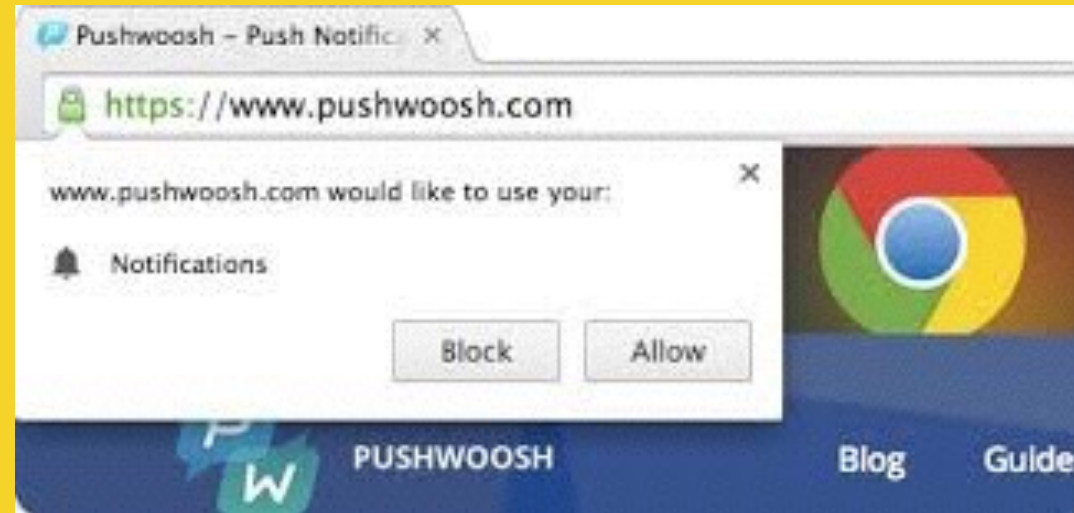 Pushwoosh – Push Notific
https://www.pushwoosh.com
www.pushwoosh.com would like to use your:
Notifications
Block Allow
P
W
PUSHWOOSH Blog Guide